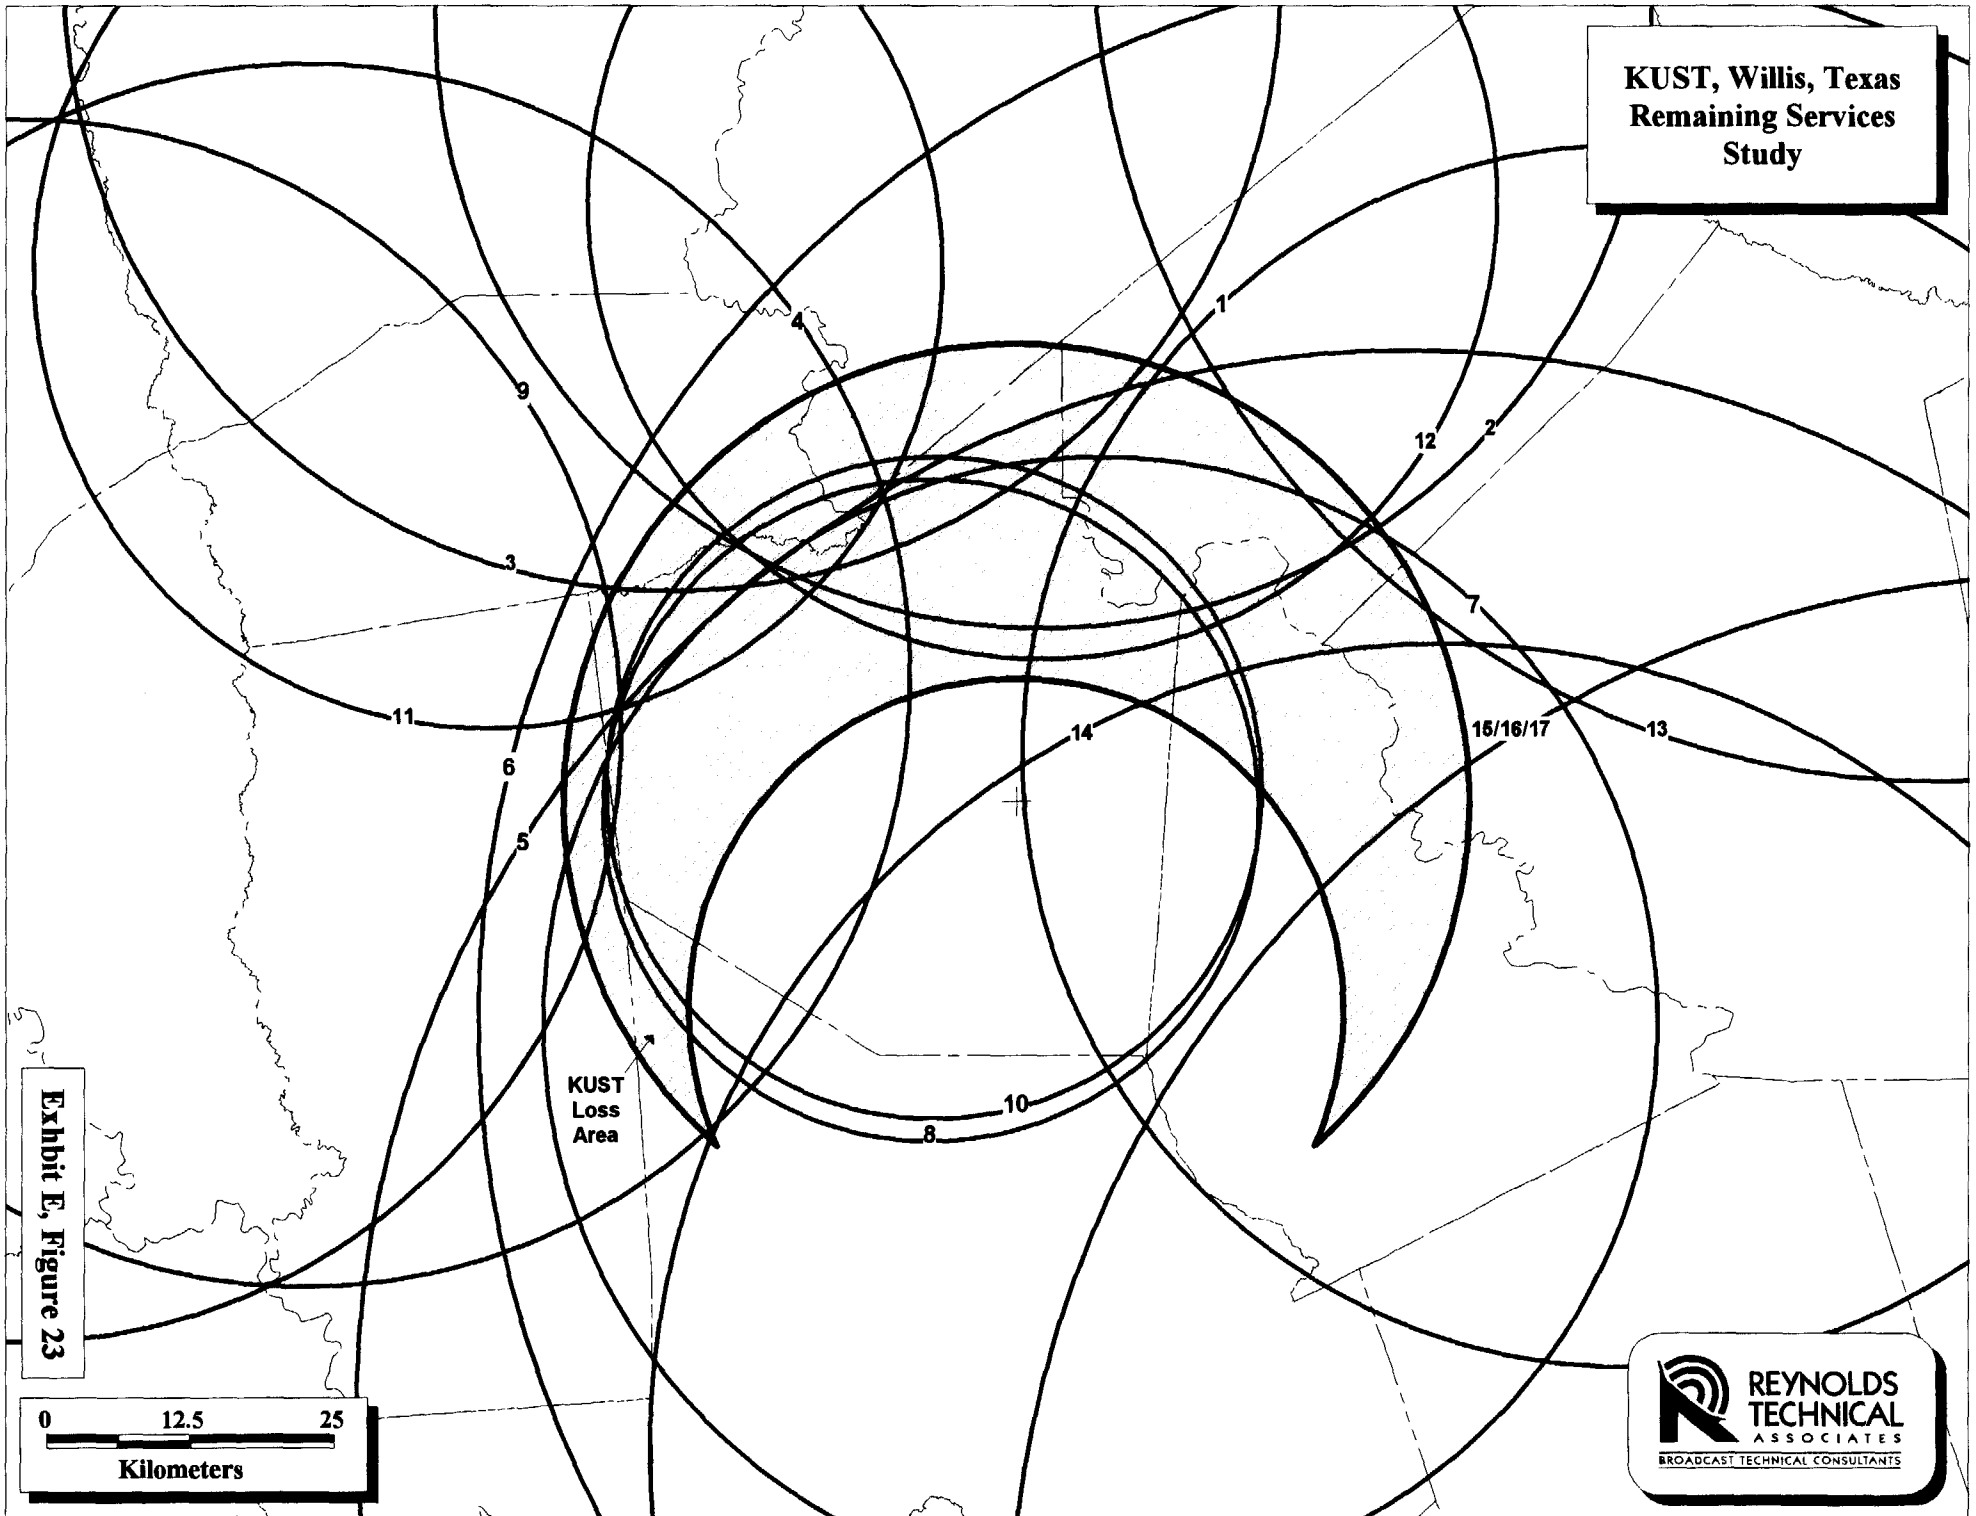 KUST, Willis, Texas
Remaining Services
Study
1
4
9
12
2
3
7
11
14
15/16/17
13
6
5
KUST
Loss
Area
10
8
Exhbit E, Figure 23
0 12.5 25
Kilometers
REYNOLDS
TECHNICAL
ASSOCIATES
BROADCAST TECHNICAL CONSULTANTS